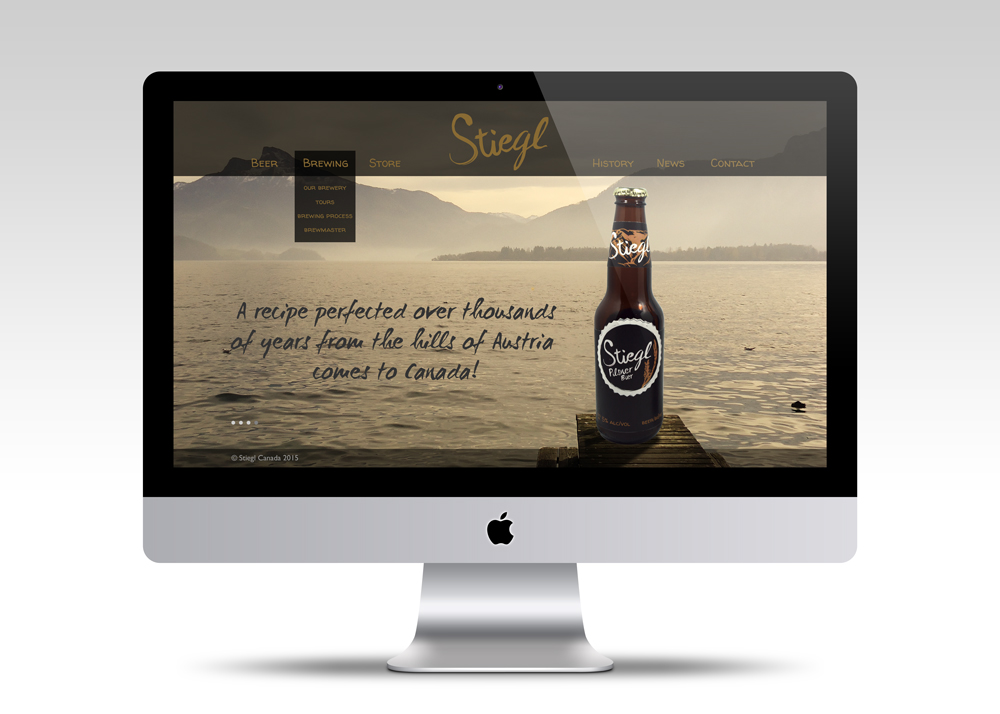 Stiegl
Beer Brewing Store History News Contact
Our Brewery
Yours
Brewing Process
Brewmaster
Stiegl
A recipe perfected over thousands
of years from the hills of Austria
comes to Canada!
Stiegl
Pilsner
Bier
© Stiegl Canada 2015